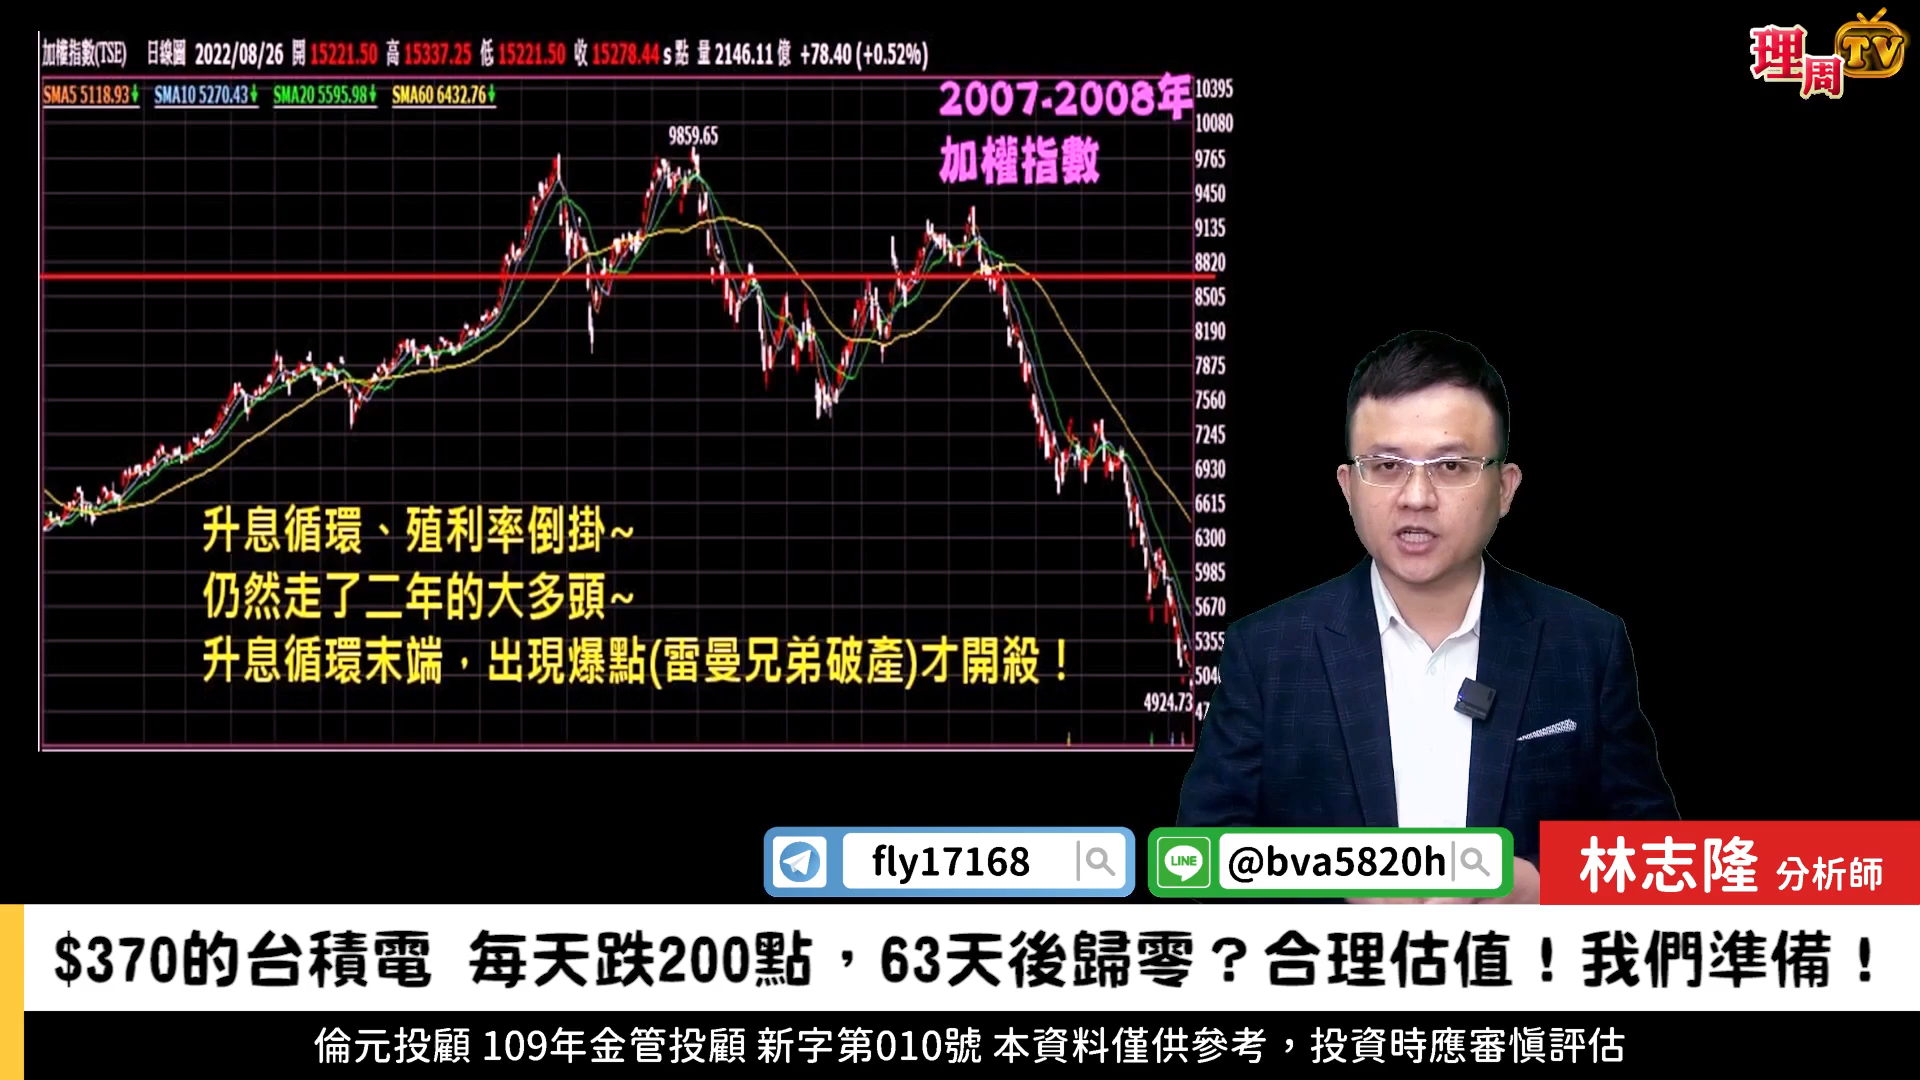 理周TV
加權指數(TSE) 日線圖 2022/08/26 開 15221.50 高 15337.25 低 15221.50 收 15278.44 s點 量 2146.11 億 +78.40 (+0.52%)
SMA5 5118.93↓ SMA10 5270.43↓ SMA20 5595.98↓ SMA60 6432.76↓
2007-2008年
加權指數
9859.65
10395
10080
9765
9450
9135
8820
8505
8190
7875
7560
7245
6930
6615
6300
5985
5670
5355
504
47
4924.73
升息循環、殖利率倒掛~
仍然走了二年的大多頭~
升息循環末端，出現爆點(雷曼兄弟破產)才開殺！
fly17168
LINE @bva5820h
林志隆 分析師
$370的台積電 每天跌200點，63天後歸零？合理估值！我們準備！
倫元投顧 109年金管投顧 新字第010號 本資料僅供參考，投資時應審慎評估